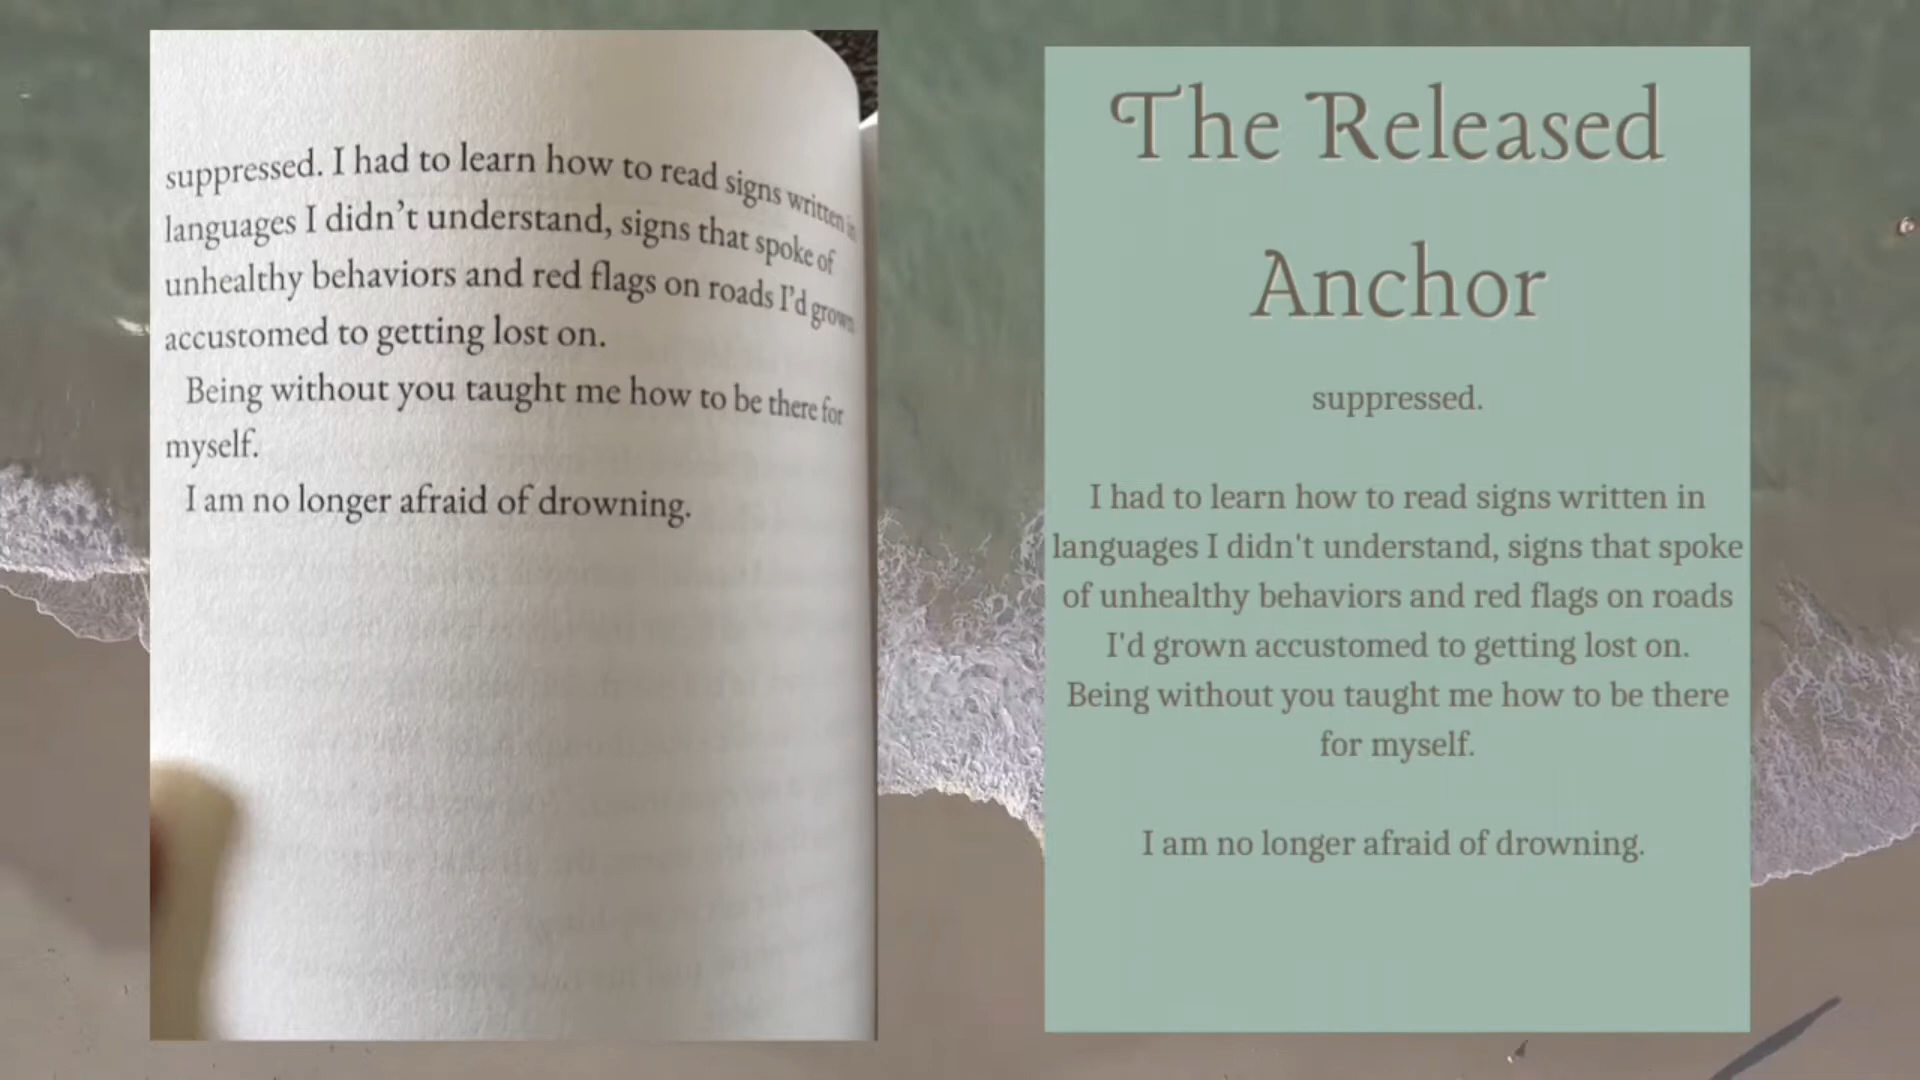 suppressed. I had to learn how to read signs written in
languages I didn’t understand, signs that spoke of
unhealthy behaviors and red flags on roads I’d grown
accustomed to getting lost on.
Being without you taught me how to be there for
myself.
I am no longer afraid of drowning.
The Released
Anchor
suppressed.
I had to learn how to read signs written in
languages I didn't understand, signs that spoke
of unhealthy behaviors and red flags on roads
I'd grown accustomed to getting lost on.
Being without you taught me how to be there
for myself.
I am no longer afraid of drowning.